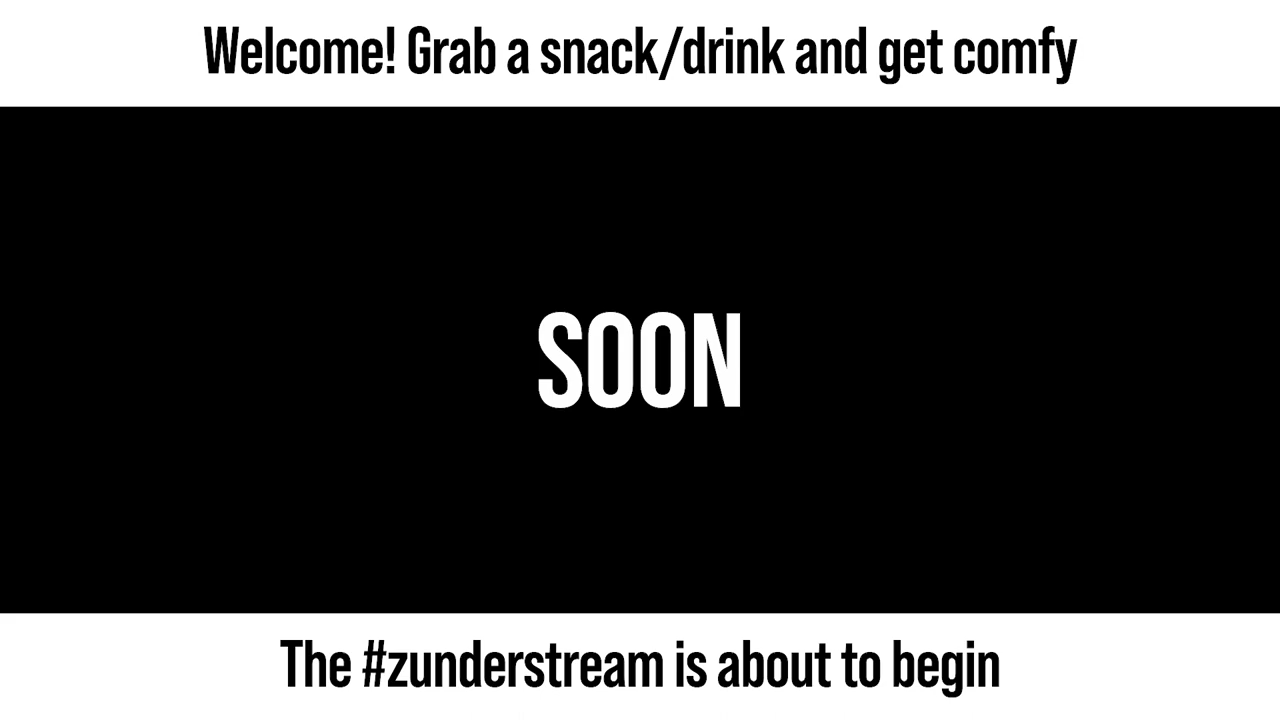 Welcome! Grab a snack/drink and get comfy
SOON
The #zunderstream is about to begin